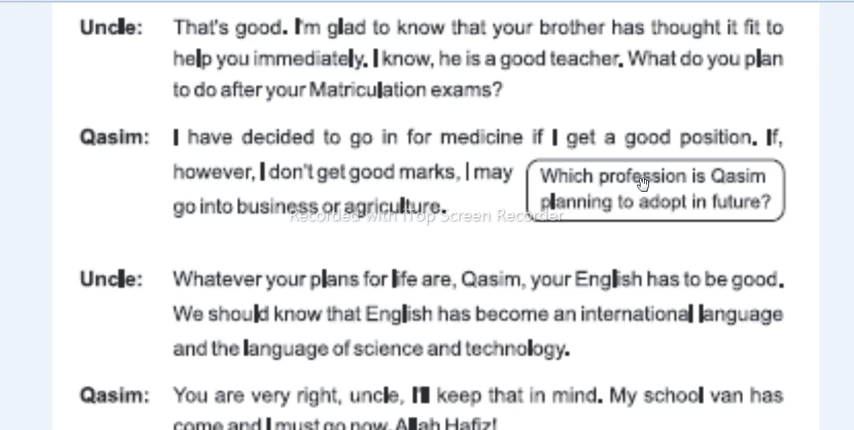 Uncle: That's good. I'm glad to know that your brother has thought it fit to
help you immediately. I know, he is a good teacher. What do you plan
to do after your Matriculation exams?
Qasim: I have decided to go in for medicine if I get a good position. If,
however, I don't get good marks, I may
go into business or agriculture.
Which profession is Qasim
planning to adopt in future?
Recorded with iTop Screen Recorder
Uncle: Whatever your plans for life are, Qasim, your English has to be good.
We should know that English has become an international language
and the language of science and technology.
Qasim: You are very right, uncle, I'll keep that in mind. My school van has
come and I must go now. Allah Hafiz!